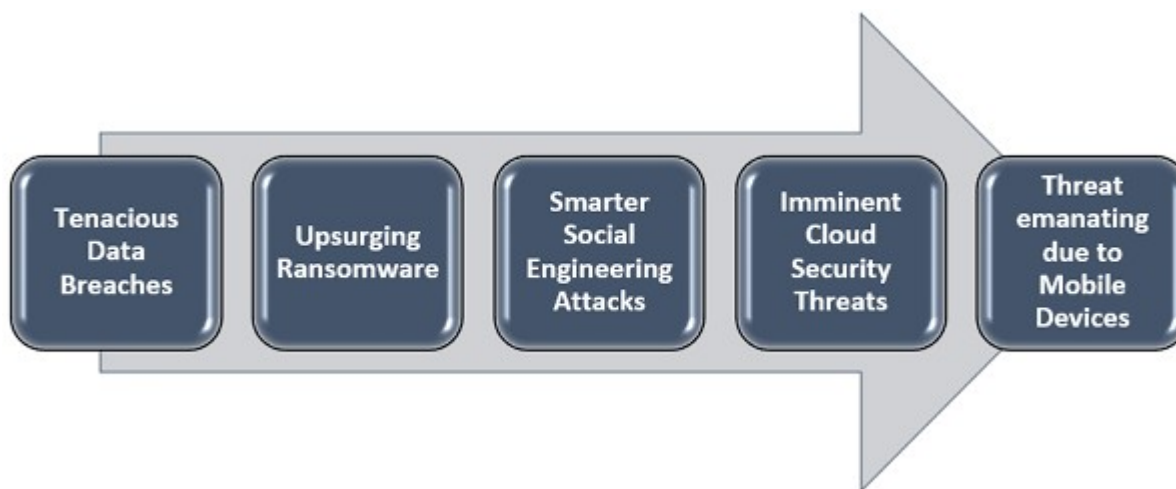 Tenacious
Data
Breaches
Upsurging
Ransomware
Smarter
Social
Engineering
Attacks
Imminent
Cloud
Security
Threats
Threat
emanating
due to
Mobile
Devices